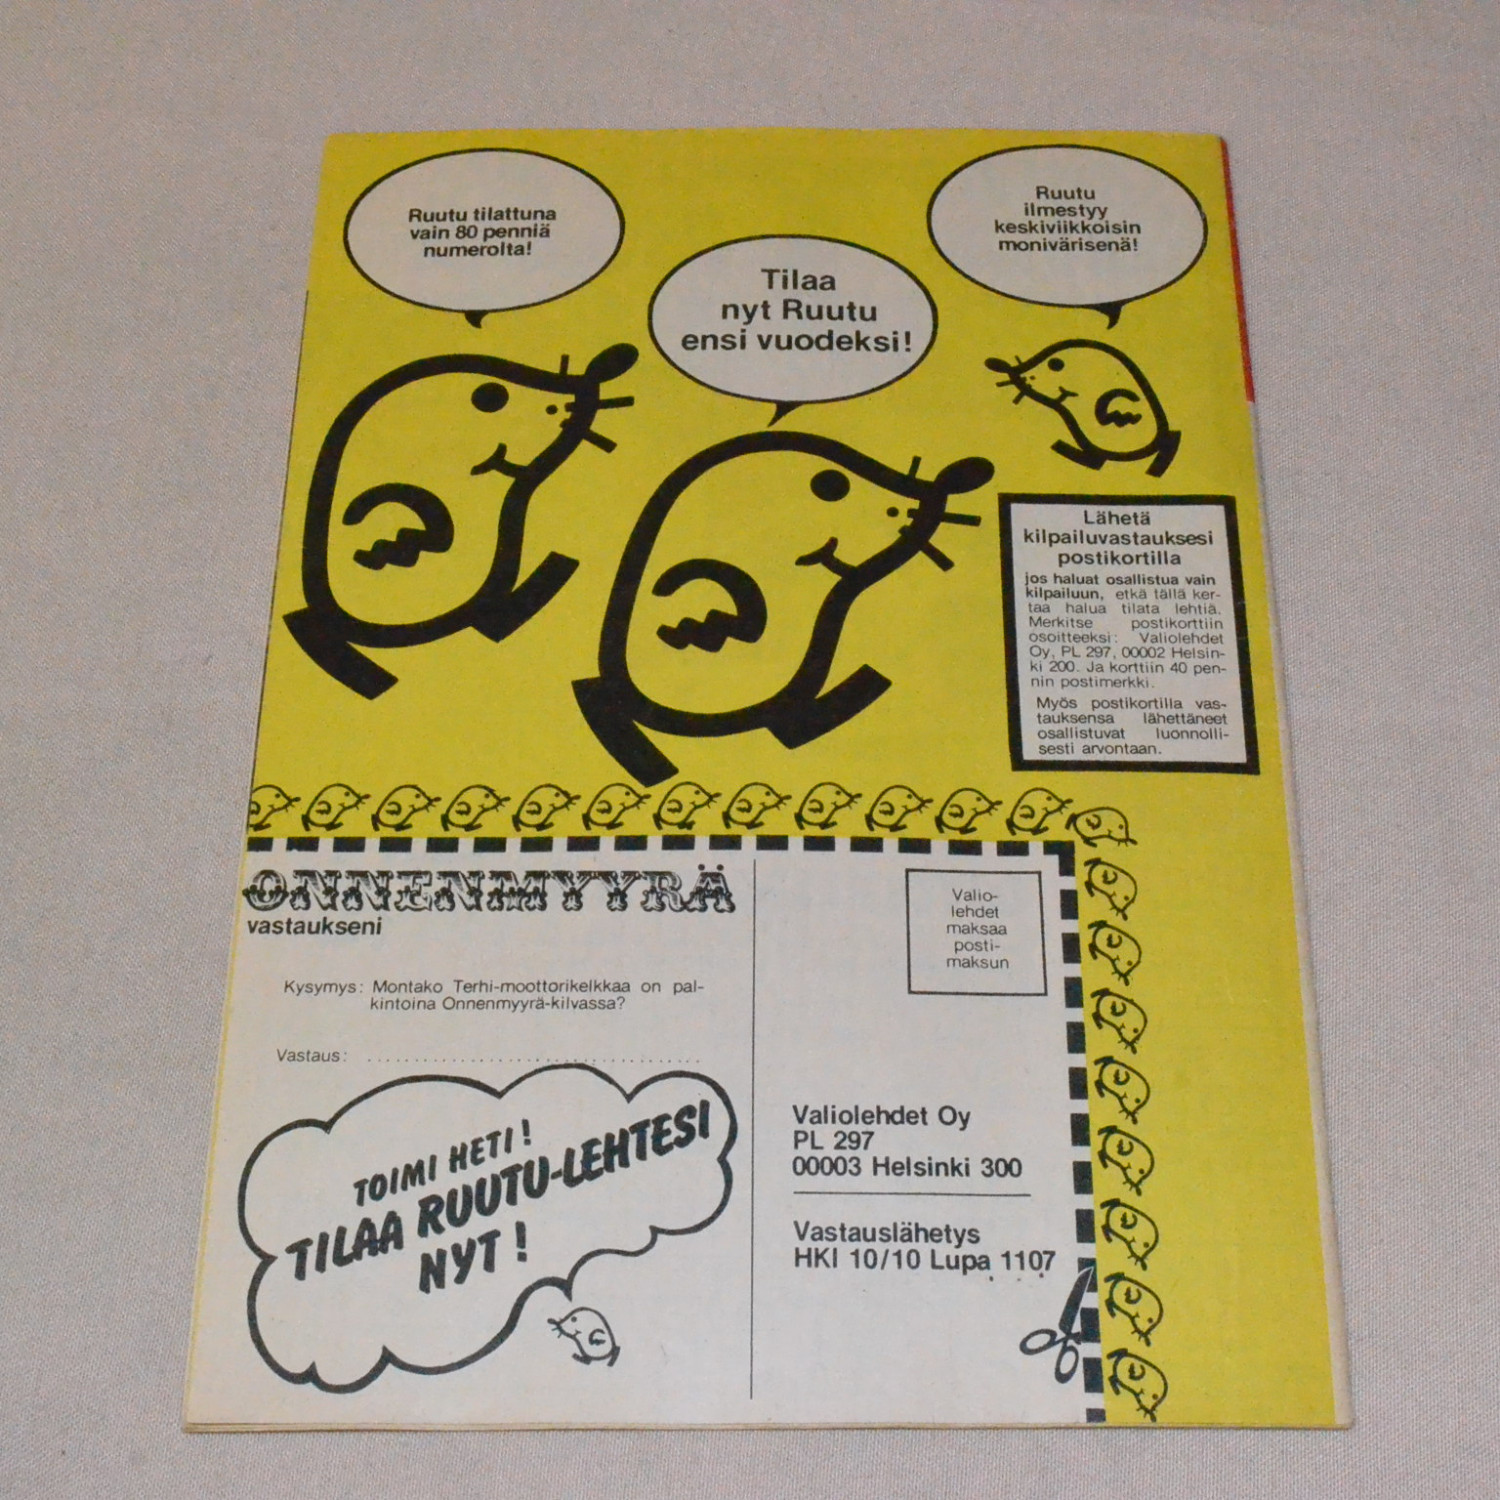 Ruutu tilattuna
vain 80 penniä
numerolta!
Tilaa
nyt Ruutu
ensi vuodeksi!
Ruutu
ilmestyy
keskiviikkoisin
monivärisenä!
Lähetä
kilpailuvastauksesi
postikortilla
jos haluat osallistua vain
kilpailuun, etkä tällä ker-
taa halua tilata lehtiä.
Merkitse postikorttiin
osoitteeksi: Valiolehdet
Oy, PL 297, 00002 Helsin-
ki 200. Ja korttiin 40 pen-
nin postimerkki.
Myös postikortilla vas-
tauksensa lähettäneet
osallistuvat luonnolli-
sesti arvontaan.
ONNENMYYRÄ
vastaukseni
Kysymys: Montako Terhi-moottorikelkkaa on pal-
kintoina Onnenmyyrä-kilvassa?
Vastaus: ....................................
TOIMI HETI!
TILAA RUUTU-LEHTESI
NYT!
Valio-
lehdet
maksaa
posti-
maksun
Valiolehdet Oy
PL 297
00003 Helsinki 300
Vastauslähetys
HKI 10/10 Lupa 1107